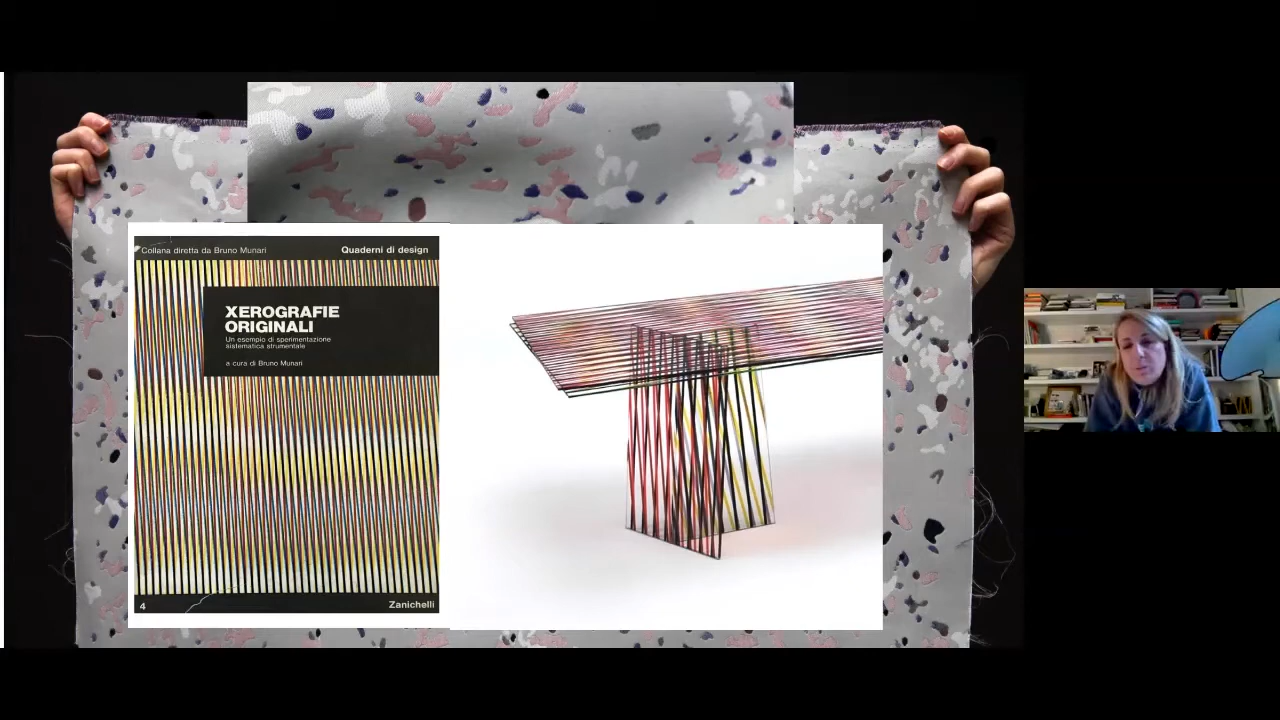 Collana diretta da Bruno Munari
Quaderni di design
XEROGRAFIE
ORIGINALI
Un esempio di sperimentazione
sistematica strumentale
a cura di Bruno Munari
4
Zanichelli